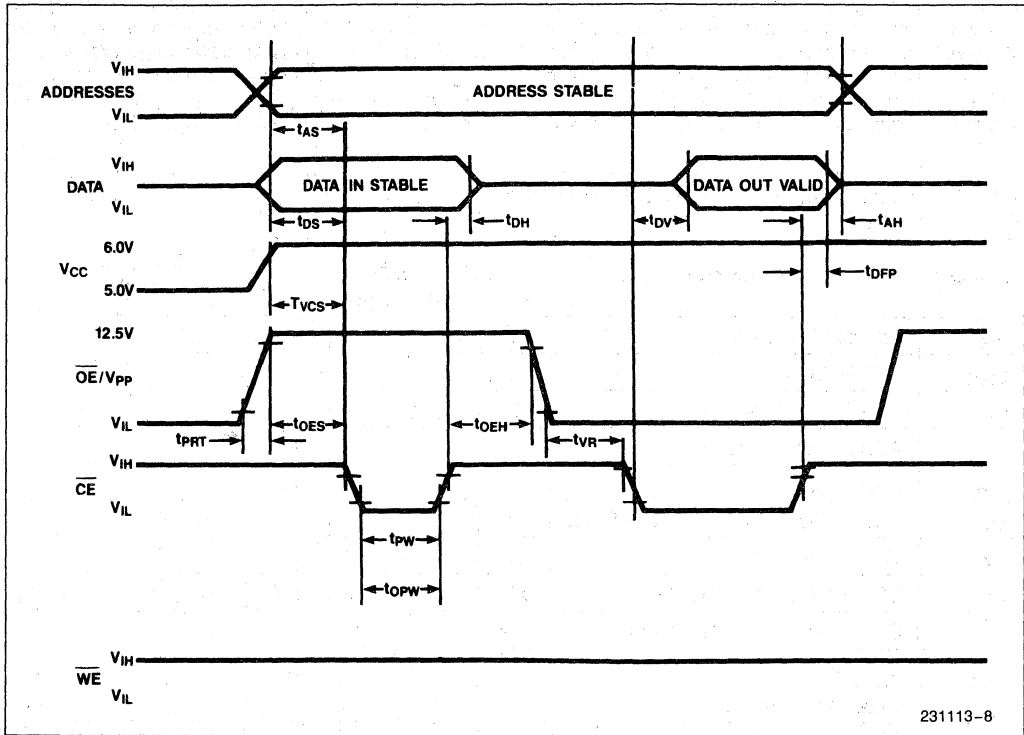 VIH
ADDRESSES
ADDRESS STABLE
VIL
tAS
VIH
DATA
DATA IN STABLE
DATA OUT VALID
VIL
tDS
tDH
tDV
tAH
6.0V
VCC
5.0V
tDFP
TVCS
12.5V
OE/VPP
VIL
tPRT
tOES
tOEH
tVR
VIH
CE
VIL
tPW
tOPW
VIH
WE
VIL
231113-8